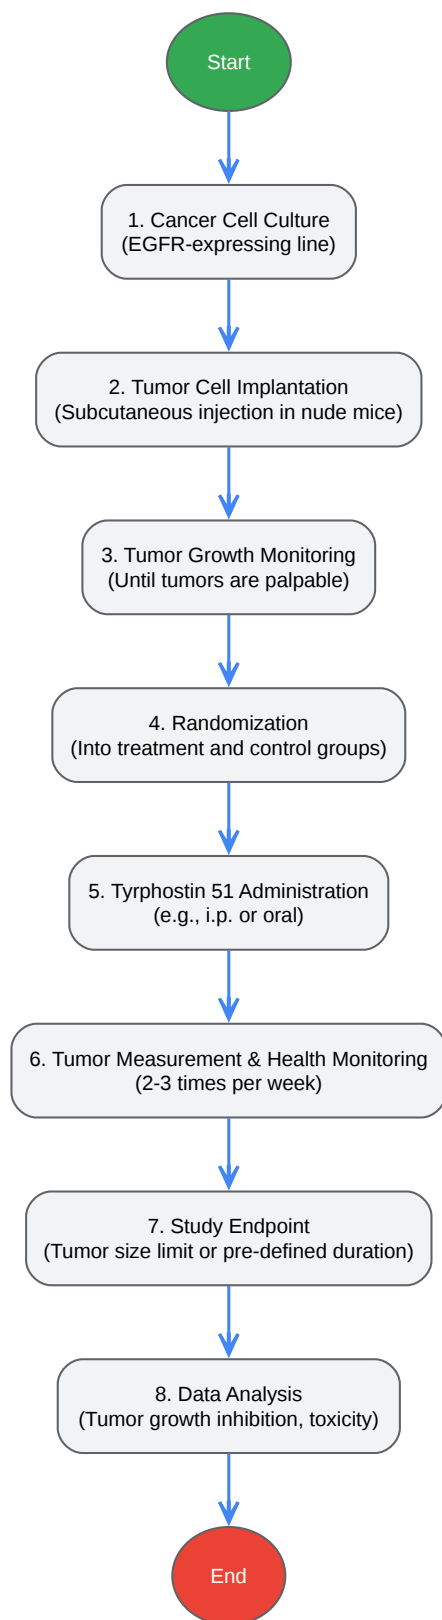 Start
1. Cancer Cell Culture
(EGFR-expressing line)
2. Tumor Cell Implantation
(Subcutaneous injection in nude mice)
3. Tumor Growth Monitoring
(Until tumors are palpable)
4. Randomization
(Into treatment and control groups)
5. Tyrphostin 51 Administration
(e.g., i.p. or oral)
6. Tumor Measurement & Health Monitoring
(2-3 times per week)
7. Study Endpoint
(Tumor size limit or pre-defined duration)
8. Data Analysis
(Tumor growth inhibition, toxicity)
End